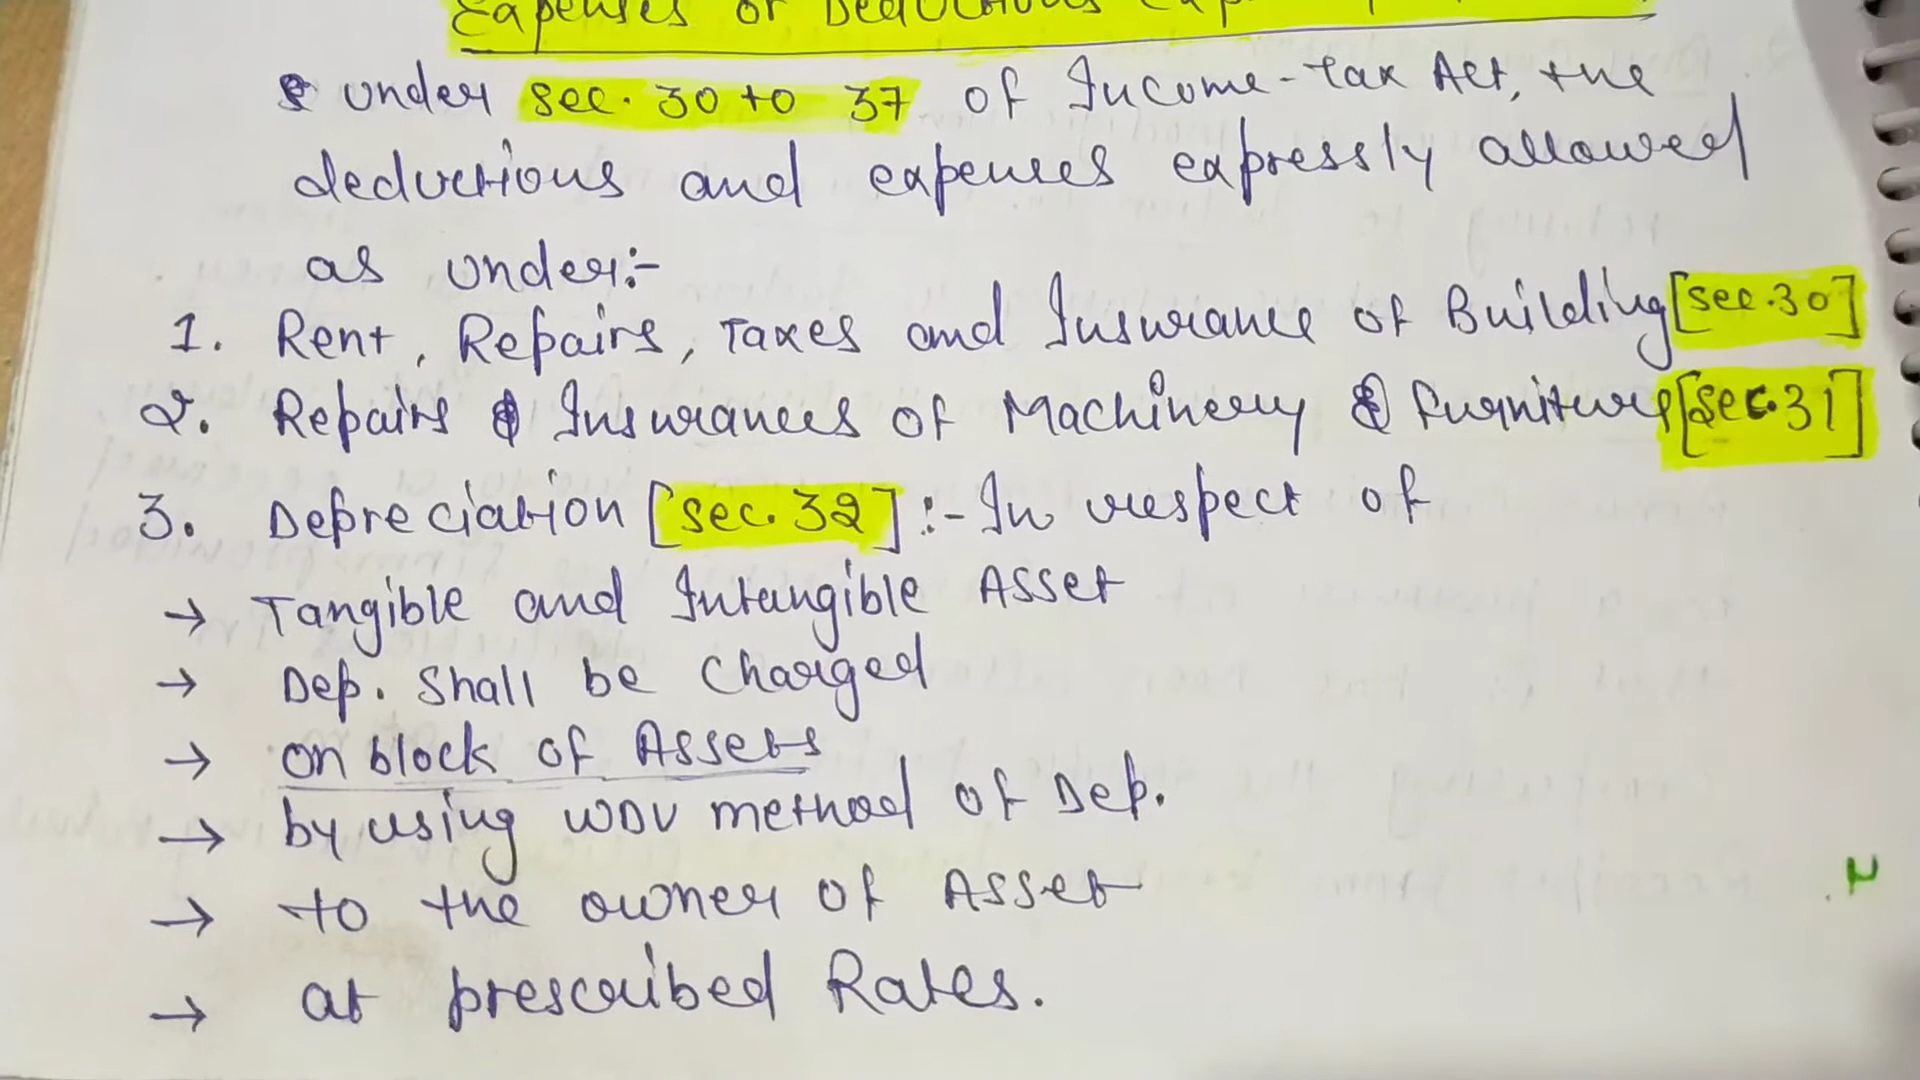 Expenses or Deductions
under sec. 30 to 37 of Income-tax Act, the
deductions and expenses expressly allowed
as under:-
1. Rent, Repairs, Taxes and Insurance of Building [sec.30]
2. Repairs & Insurances of Machinery & furniture [sec.31]
3. Depreciation [sec. 32] :- In respect of
→ Tangible and Intangible Asset
→ Dep. Shall be Charged
→ on block of Assets
→ by using WDV method of Dep.
→ to the owner of Asset
→ at prescribed Rates.